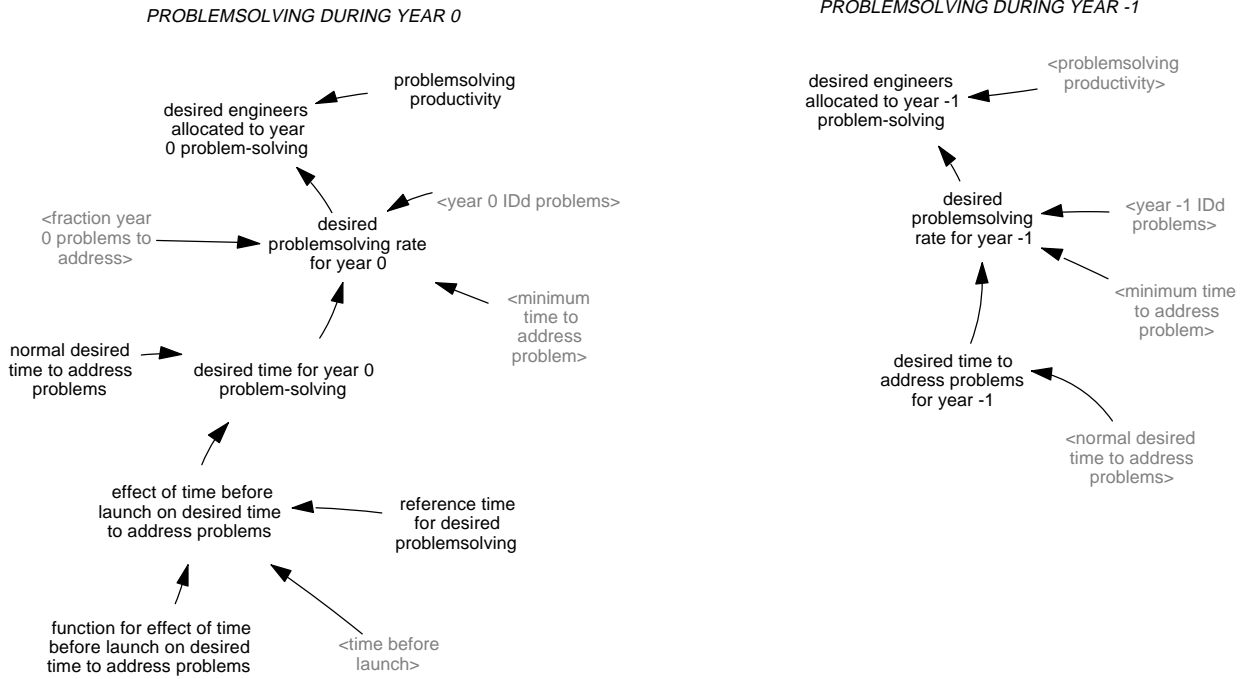 PROBLEMSOLVING DURING YEAR 0
problemsolving
productivity
desired engineers
allocated to year
0 problem-solving
<year 0 IDd problems>
<fraction year
0 problems to
address>
desired
problemsolving rate
for year 0
<minimum
time to
address
problem>
normal desired
time to address
problems
desired time for year 0
problem-solving
effect of time before
launch on desired time
to address problems
reference time
for desired
problemsolving
function for effect of time
before launch on desired
time to address problems
<time before
launch>
PROBLEMSOLVING DURING YEAR -1
<problemsolving
productivity>
desired engineers
allocated to year -1
problem-solving
desired
problemsolving
rate for year -1
<year -1 IDd
problems>
<minimum time
to address
problem>
desired time to
address problems
for year -1
<normal desired
time to address
problems>